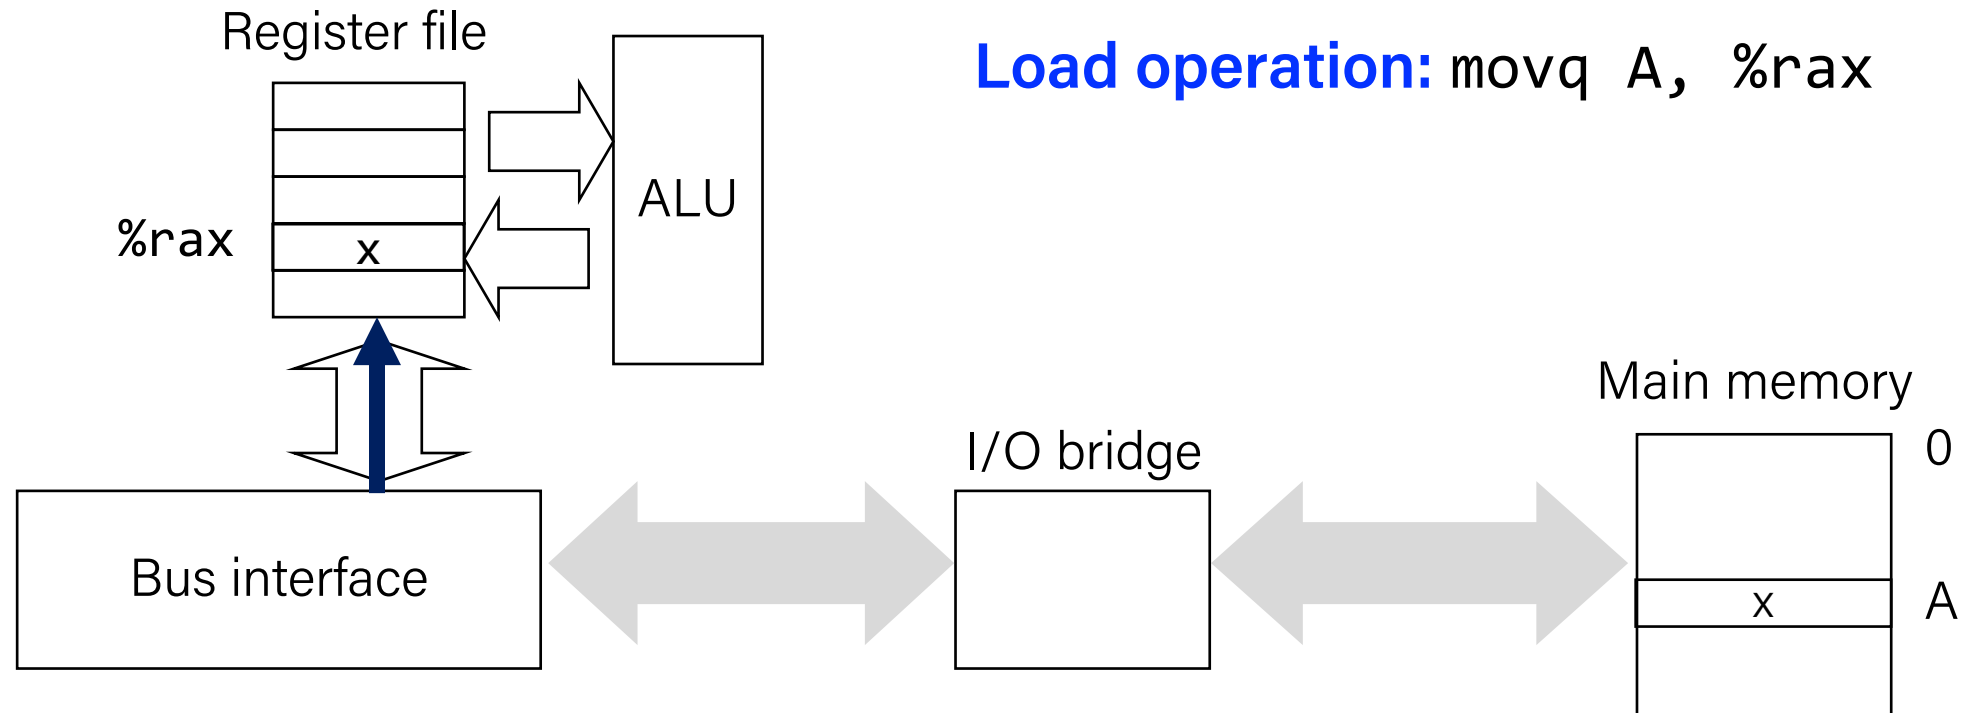 Register file
Load operation: movq A, %rax
ALU
%rax
x
Main memory
I/O bridge
0
Bus interface
x
A